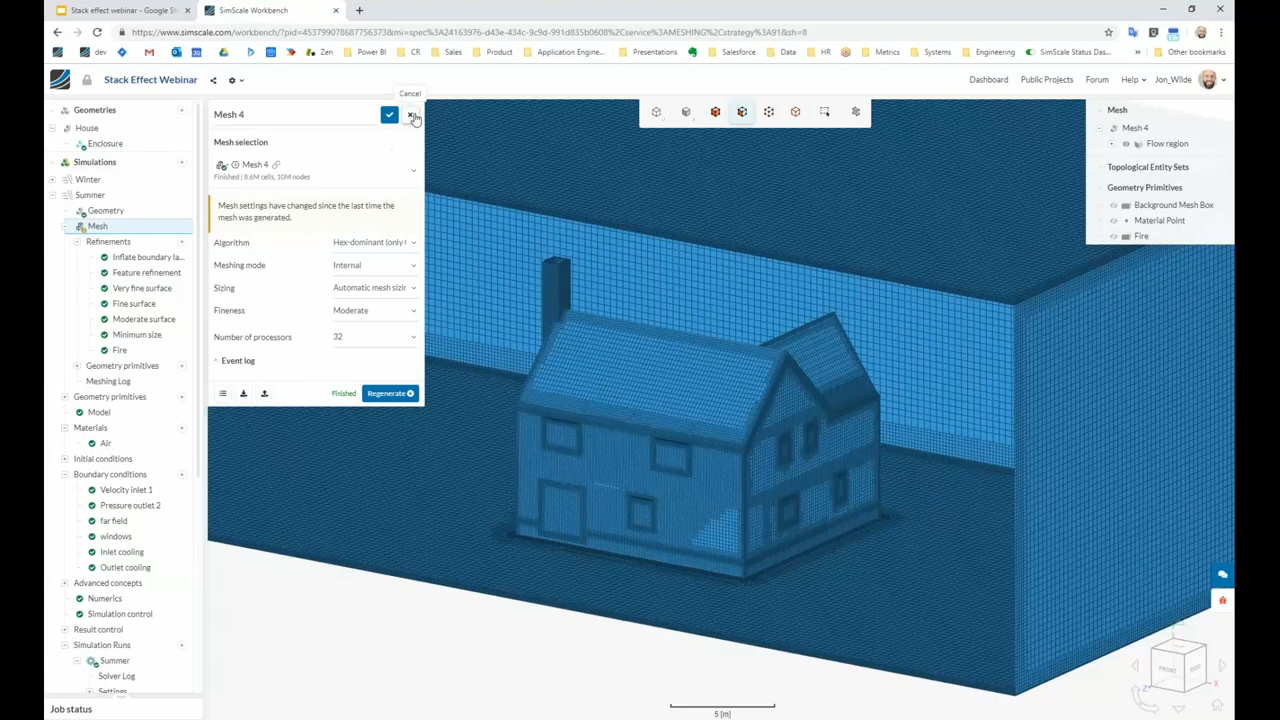 Stack effect Webinar - Google Sl
SimScale Workbench
https://www.simscale.com/workbench/?pid=4537990786877563738&mi=spec%3A24163976-d43e-434c-9c9d-991d835b0608%2Cservice%3AMESHING%2Cstrategy%3A91&sh=8
dev
Zen
Power BI
CR
Sales
Product
Application Engine...
Presentations
Salesforce
Data
HR
Metrics
Systems
Engineering
SimScale Status Das...
»
Other bookmarks
Stack Effect Webinar
Dashboard
Public Projects
Forum
Help
Jon_Wilde
Cancel
Geometries
House
Enclosure
Simulations
Winter
Summer
Geometry
Mesh
Refinements
Inflate boundary la...
Feature refinement
Very fine surface
Fine surface
Moderate surface
Minimum size
Fire
Geometry primitives
Meshing Log
Geometry primitives
Model
Materials
Air
Initial conditions
Boundary conditions
Velocity inlet 1
Pressure outlet 2
far field
windows
Inlet cooling
Outlet cooling
Advanced concepts
Numerics
Simulation control
Result control
Simulation Runs
Summer
Solver Log
Settings
Job status
Mesh 4
Mesh selection
Mesh 4
Finished | 8.6M cells, 10M nodes
Mesh settings have changed since the last time the
mesh was generated.
Algorithm Hex-dominant (only
Meshing mode Internal
Sizing Automatic mesh sizin
Fineness Moderate
Number of processors 32
Event log
Finished
Regenerate
Mesh
Mesh 4
Flow region
Topological Entity Sets
Geometry Primitives
Background Mesh Box
Material Point
Fire
FRONT
Z
X
5 [m]